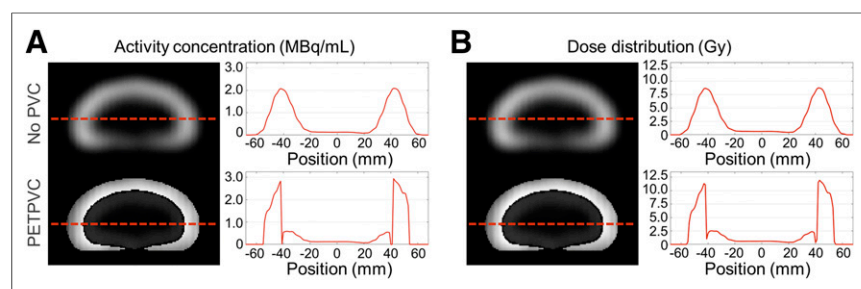 A Activity concentration (MBq/mL)
No PVC
3.0
2.0
1.0
0
-60 -40 -20 0 20 40 60
Position (mm)
PETPVC
3.0
2.0
1.0
0
-60 -40 -20 0 20 40 60
Position (mm)
B Dose distribution (Gy)
12.5
10.0
7.5
5.0
2.5
0
-60 -40 -20 0 20 40 60
Position (mm)
12.5
10.0
7.5
5.0
2.5
0
-60 -40 -20 0 20 40 60
Position (mm)